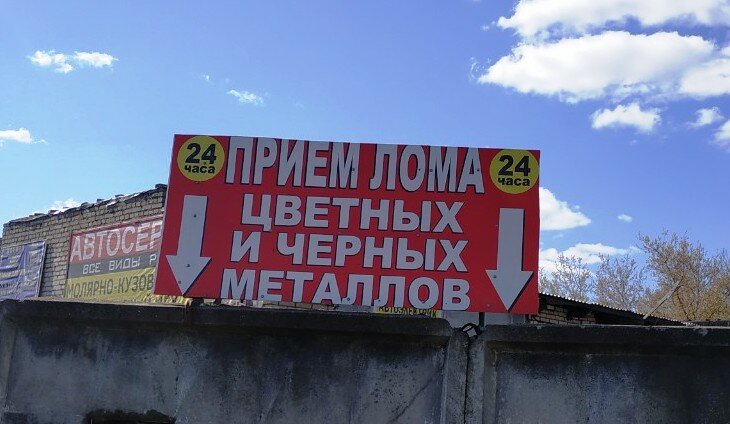 24 часа
ПРИЕМ ЛОМА
24 часа
ЦВЕТНЫХ
И ЧЕРНЫХ
МЕТАЛЛОВ
АВТОСЕР
ВСЕ ВИДЫ Р
МОЛЯРНО-КУЗОВ